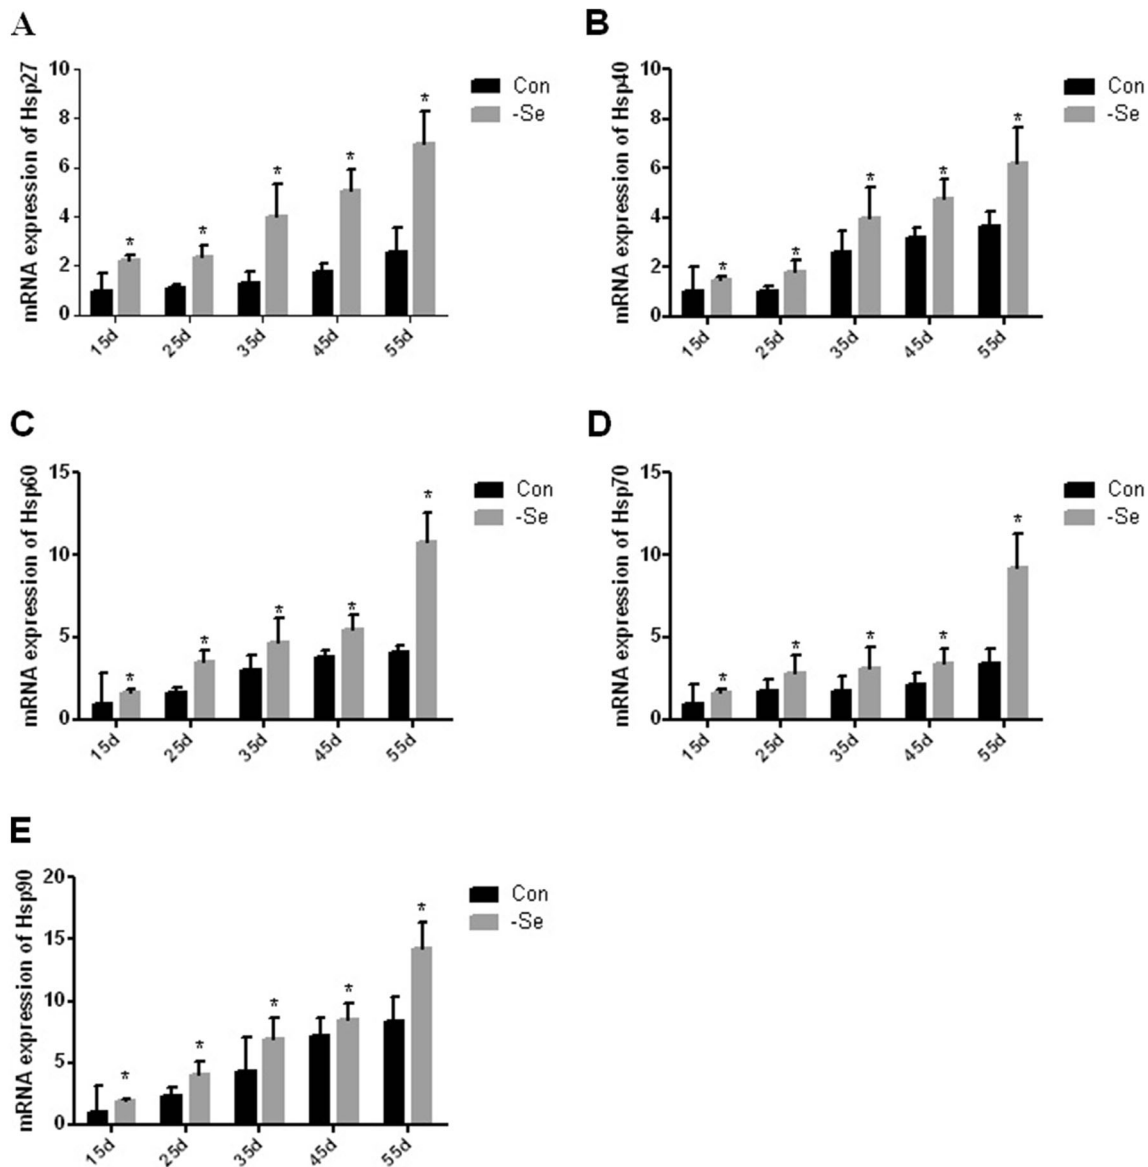 A
mRNA expression of Hsp27
10
8
6
4
2
0
* * * * *
15d 25d 35d 45d 55d
Con
-Se
B
mRNA expression of Hsp40
10
8
6
4
2
0
* * * * *
15d 25d 35d 45d 55d
Con
-Se
C
mRNA expression of Hsp60
15
10
5
0
* * * * *
15d 25d 35d 45d 55d
Con
-Se
D
mRNA expression of Hsp70
15
10
5
0
* * * * *
15d 25d 35d 45d 55d
Con
-Se
E
mRNA expression of Hsp90
20
15
10
5
0
* * * * *
15d 25d 35d 45d 55d
Con
-Se